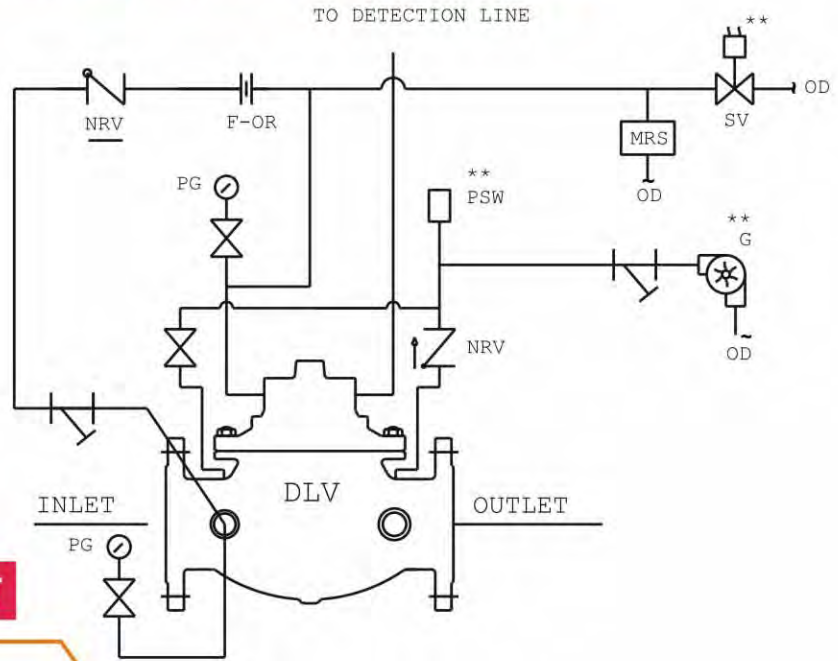 TO DETECTION LINE
**
NRV
F-OR
SV
OD
MRS
OD
PG
**
PSW
**
G
OD
NRV
DLV
INLET
OUTLET
PG